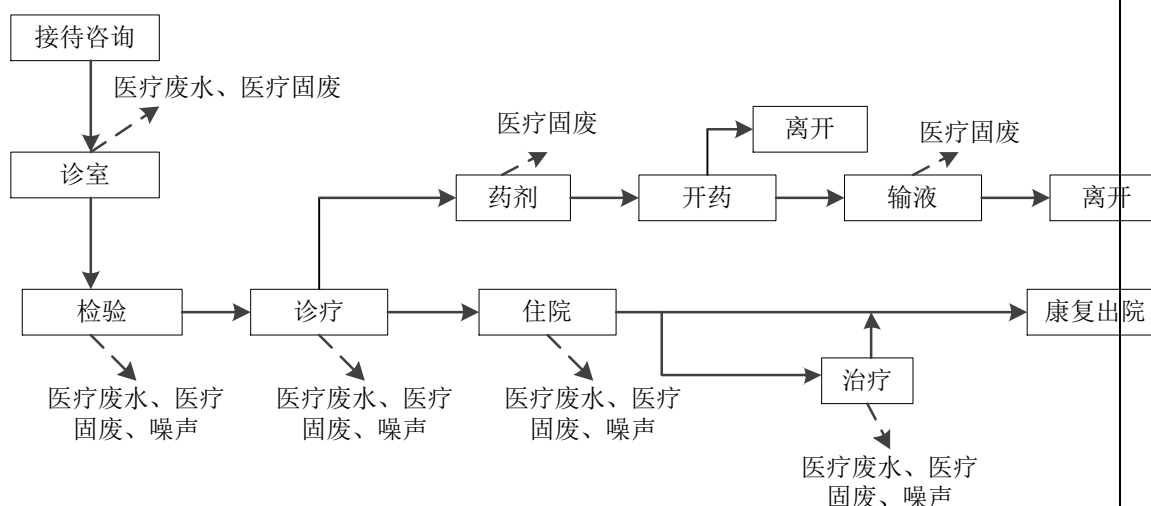 接待咨询
医疗废水、医疗固废
诊室
医疗固废
药剂
开药
离开
医疗固废
输液
离开
检验
诊疗
住院
康复出院
治疗
医疗废水、医疗
固废、噪声
医疗废水、医疗
固废、噪声
医疗废水、医疗
固废、噪声
医疗废水、医疗
固废、噪声